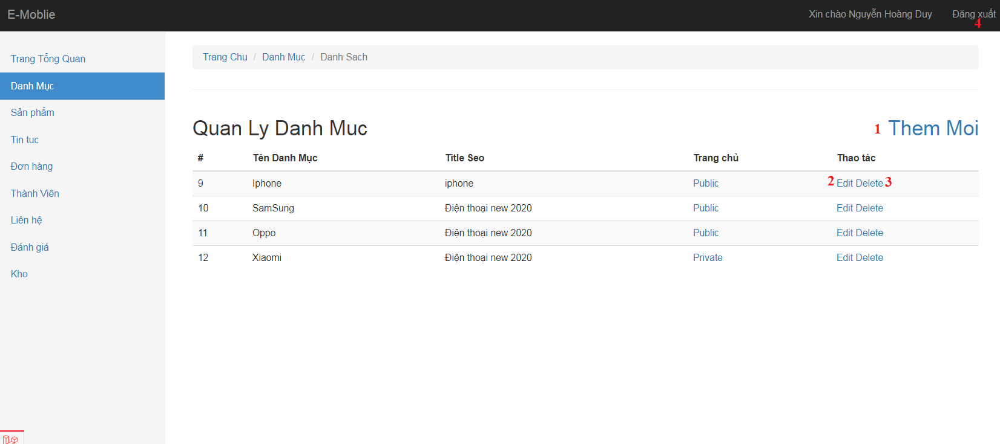 E-Moblie
Xin chào Nguyễn Hoàng Duy Đăng xuất
4
Trang Tổng Quan
Danh Mục
Sản phẩm
Tin tuc
Đơn hàng
Thành Viên
Liên hệ
Đánh giá
Kho
Trang Chu / Danh Muc / Danh Sach
Quan Ly Danh Muc 1 Them Moi
# Tên Danh Mục Title Seo Trang chủ Thao tác
9 Iphone iphone Public 2 Edit Delete 3
10 SamSung Điện thoại new 2020 Public Edit Delete
11 Oppo Điện thoại new 2020 Public Edit Delete
12 Xiaomi Điện thoại new 2020 Private Edit Delete